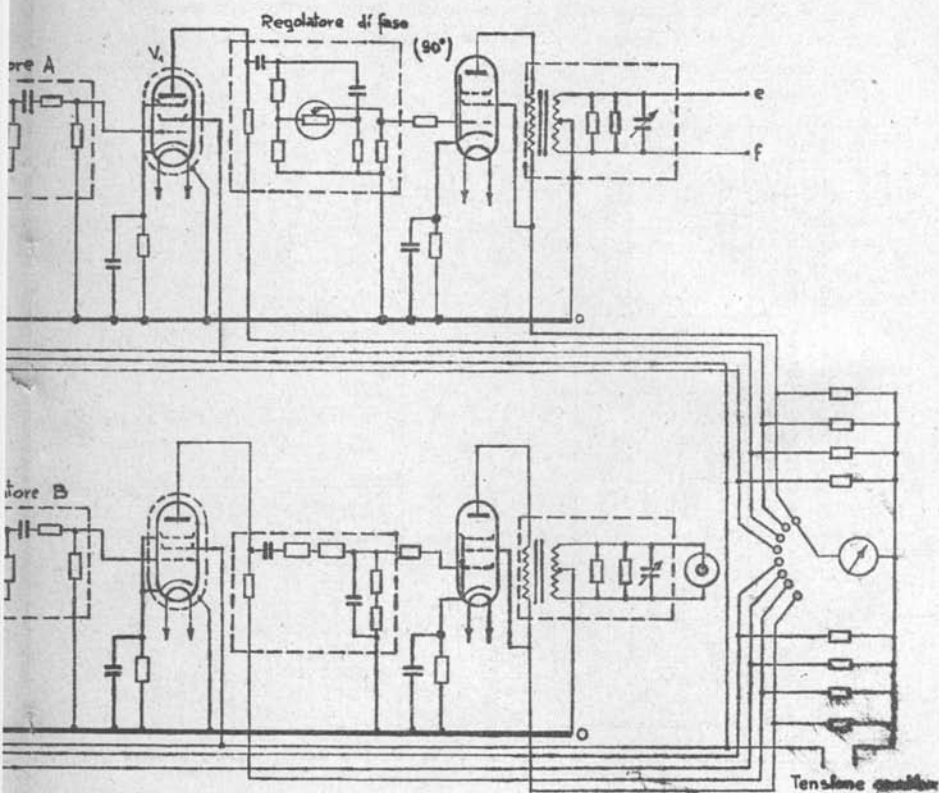 Regolatore di fase
V₁
(90°)
ore A
e
f
tore B
Tensione